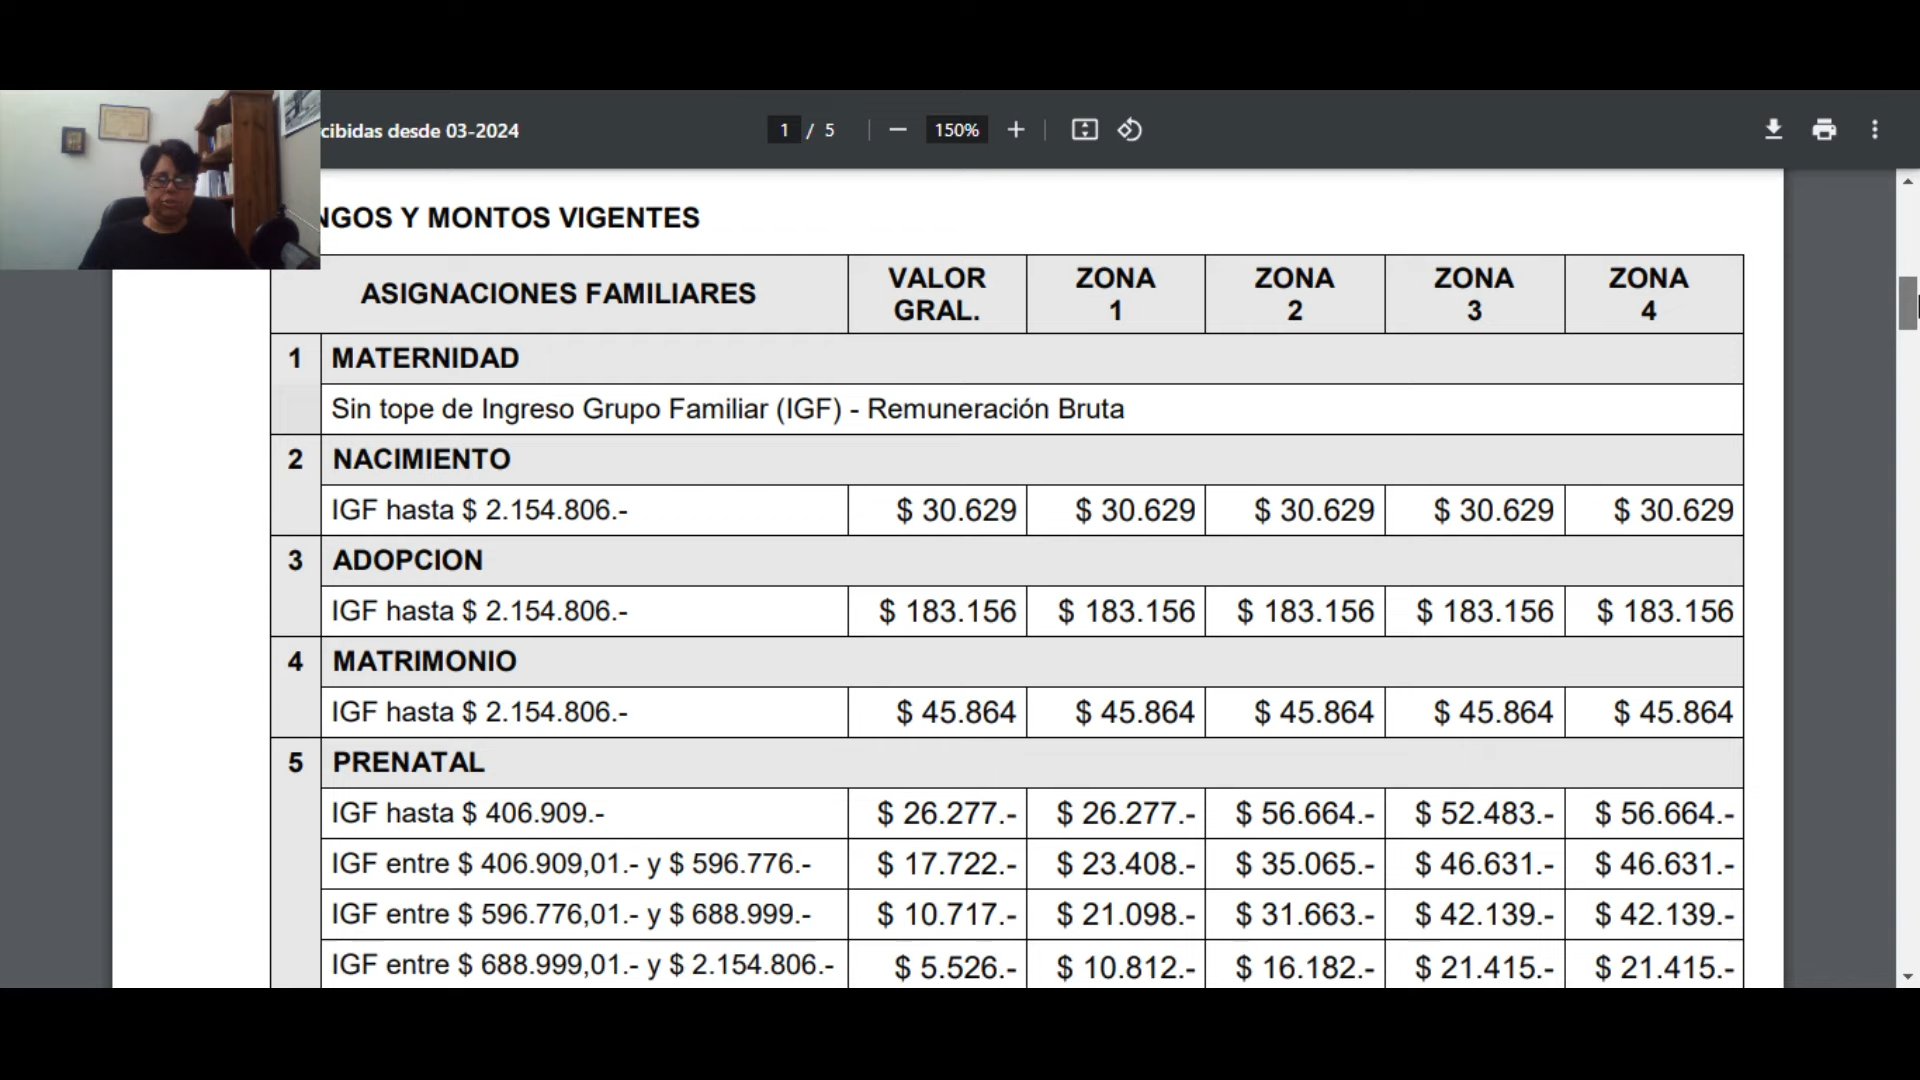 cibidas desde 03-2024
1 / 5
150%
NGOS Y MONTOS VIGENTES
ASIGNACIONES FAMILIARES VALOR GRAL. ZONA 1 ZONA 2 ZONA 3 ZONA 4
1 MATERNIDAD
Sin tope de Ingreso Grupo Familiar (IGF) - Remuneración Bruta
2 NACIMIENTO
IGF hasta $ 2.154.806.- $ 30.629 $ 30.629 $ 30.629 $ 30.629 $ 30.629
3 ADOPCION
IGF hasta $ 2.154.806.- $ 183.156 $ 183.156 $ 183.156 $ 183.156 $ 183.156
4 MATRIMONIO
IGF hasta $ 2.154.806.- $ 45.864 $ 45.864 $ 45.864 $ 45.864 $ 45.864
5 PRENATAL
IGF hasta $ 406.909.- $ 26.277.- $ 26.277.- $ 56.664.- $ 52.483.- $ 56.664.-
IGF entre $ 406.909,01.- y $ 596.776.- $ 17.722.- $ 23.408.- $ 35.065.- $ 46.631.- $ 46.631.-
IGF entre $ 596.776,01.- y $ 688.999.- $ 10.717.- $ 21.098.- $ 31.663.- $ 42.139.- $ 42.139.-
IGF entre $ 688.999,01.- y $ 2.154.806.- $ 5.526.- $ 10.812.- $ 16.182.- $ 21.415.- $ 21.415.-